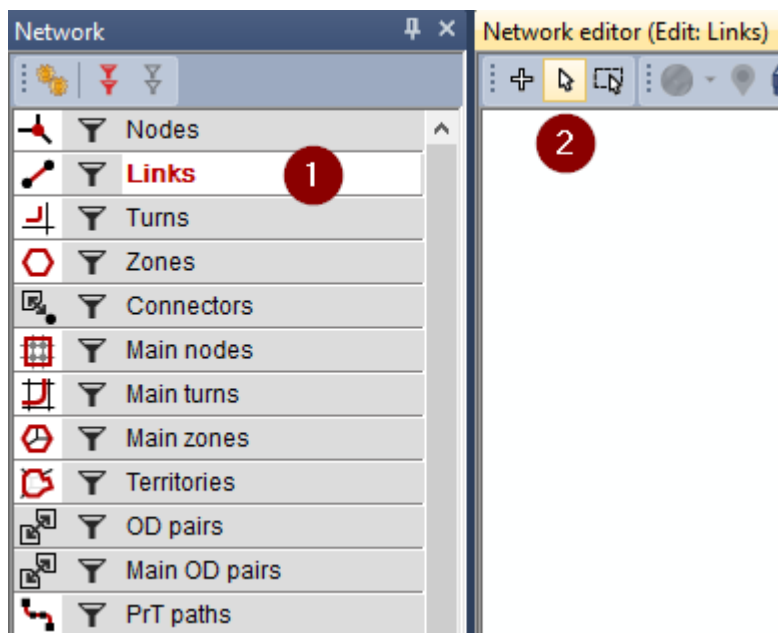 Network
Network editor (Edit: Links)
Nodes
Links
1
2
Turns
Zones
Connectors
Main nodes
Main turns
Main zones
Territories
OD pairs
Main OD pairs
PrT paths